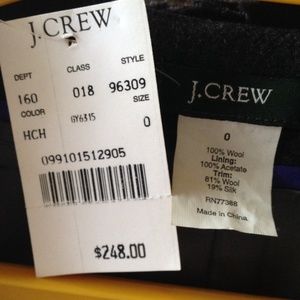 J.CREW
DEPT CLASS STYLE
160 018 96309
COLOR SIZE
HCH GY6315 0
099101512905
$248.00
J.CREW
0
100% Wool
Lining:
100% Acetate
Trim:
81% Wool
19% Silk
RN77388
Made in China